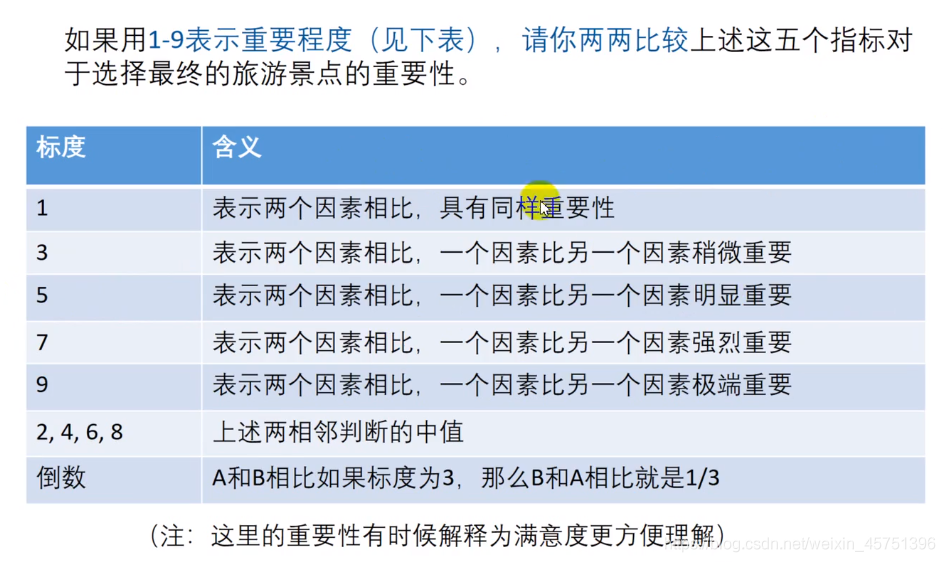 如果用1-9表示重要程度（见下表），请你两两比较上述这五个指标对
于选择最终的旅游景点的重要性。
标度 含义
1 表示两个因素相比，具有同样重要性
3 表示两个因素相比，一个因素比另一个因素稍微重要
5 表示两个因素相比，一个因素比另一个因素明显重要
7 表示两个因素相比，一个因素比另一个因素强烈重要
9 表示两个因素相比，一个因素比另一个因素极端重要
2, 4, 6, 8 上述两相邻判断的中值
倒数 A和B相比如果标度为3，那么B和A相比就是1/3
（注：这里的重要性有时候解释为满意度更方便理解）
https://blog.csdn.net/weixin_45751396